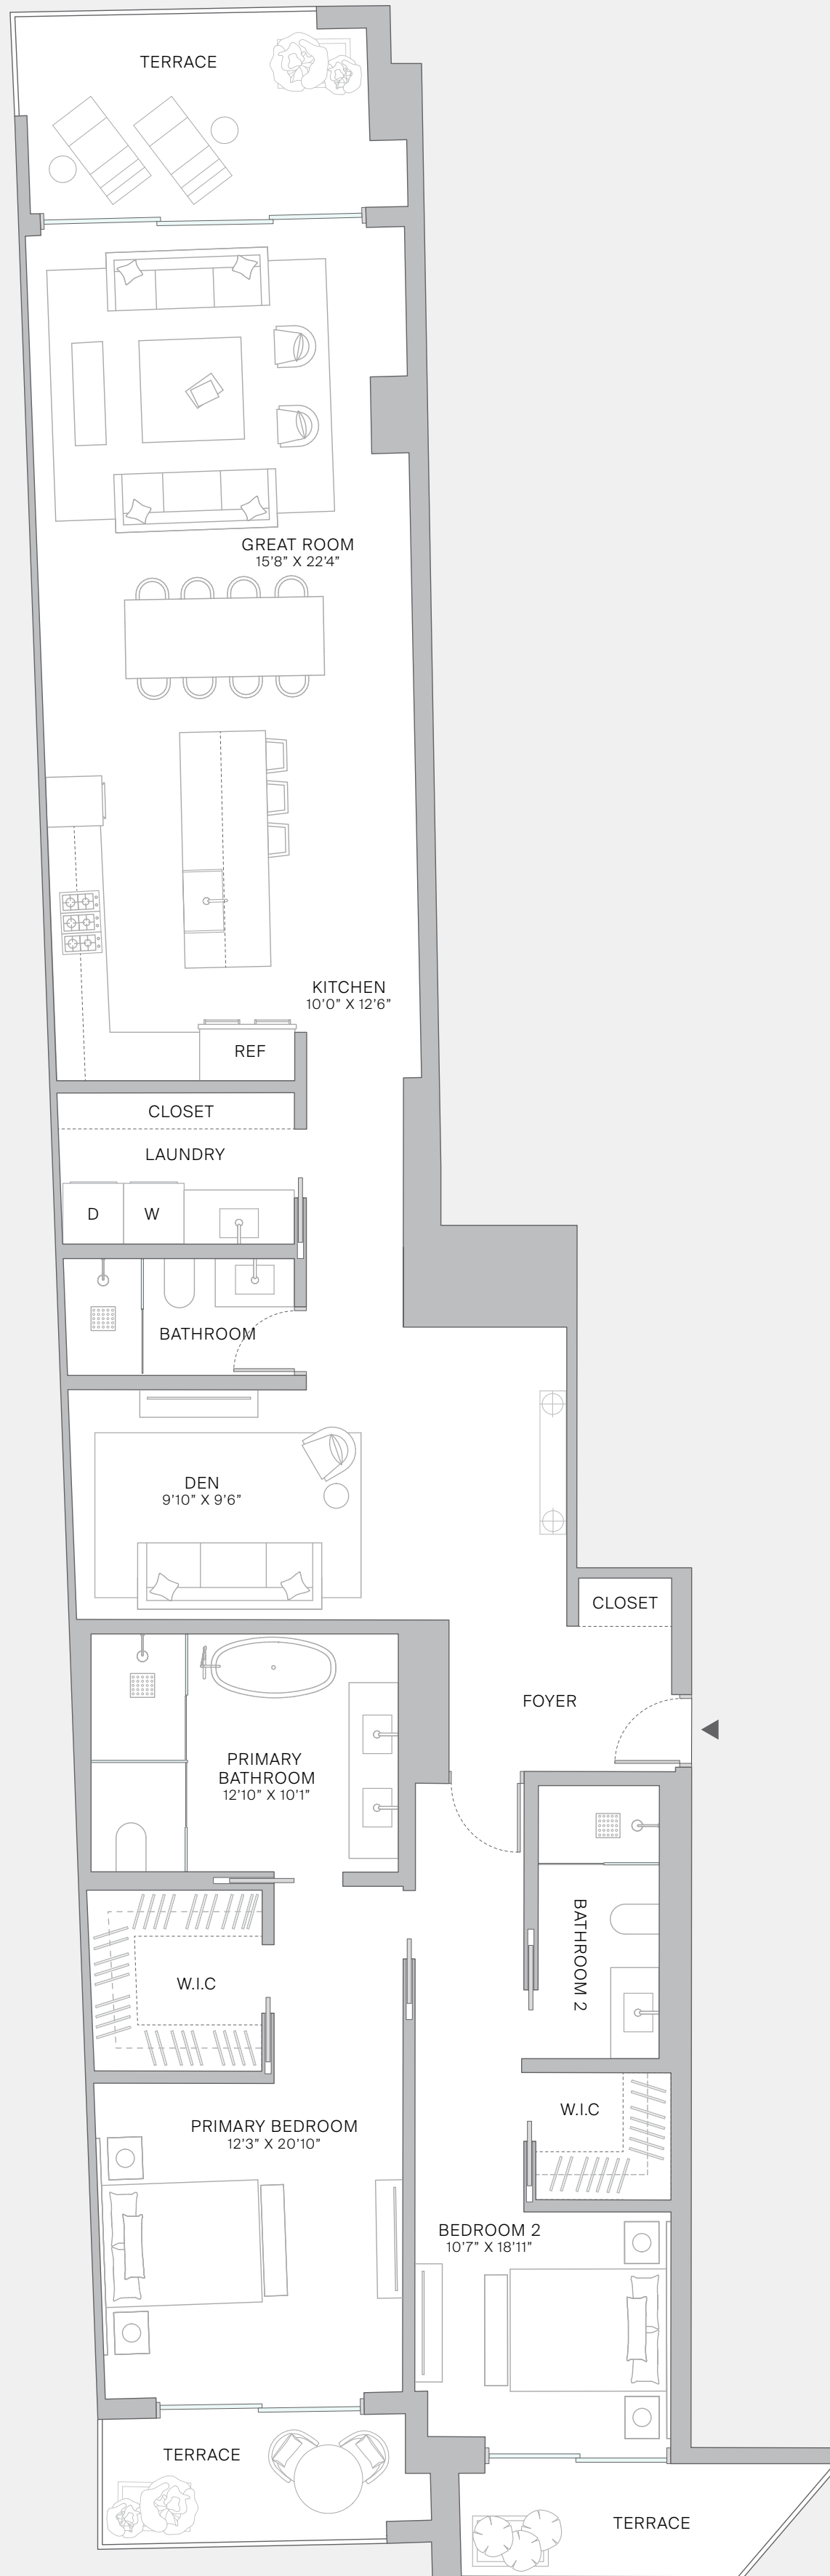 TERRACE
GREAT ROOM
15’8” X 22’4”
KITCHEN
10’0” X 12’6”
REF
CLOSET
LAUNDRY
D
W
BATHROOM
DEN
9’10” X 9’6”
CLOSET
FOYER
PRIMARY
BATHROOM
12’10” X 10’1”
BATHROOM 2
W.I.C
W.I.C
PRIMARY BEDROOM
12’3” X 20’10”
BEDROOM 2
10’7” X 18’11”
TERRACE
TERRACE